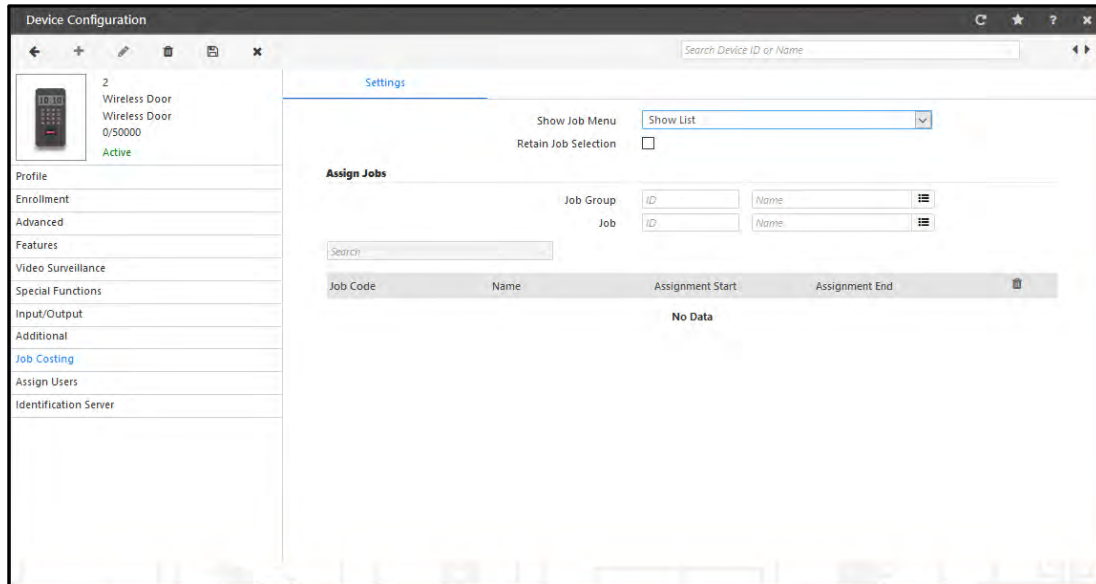 Device Configuration
?
Search Device ID or Name
2
Wireless Door
Wireless Door
0/50000
Active
Profile
Enrollment
Advanced
Features
Video Surveillance
Special Functions
Input/Output
Additional
Job Costing
Assign Users
Identification Server
Settings
Show Job Menu Show List
Retain Job Selection
Assign Jobs
Job Group ID Name
Job ID Name
Search
Job Code Name Assignment Start Assignment End
No Data